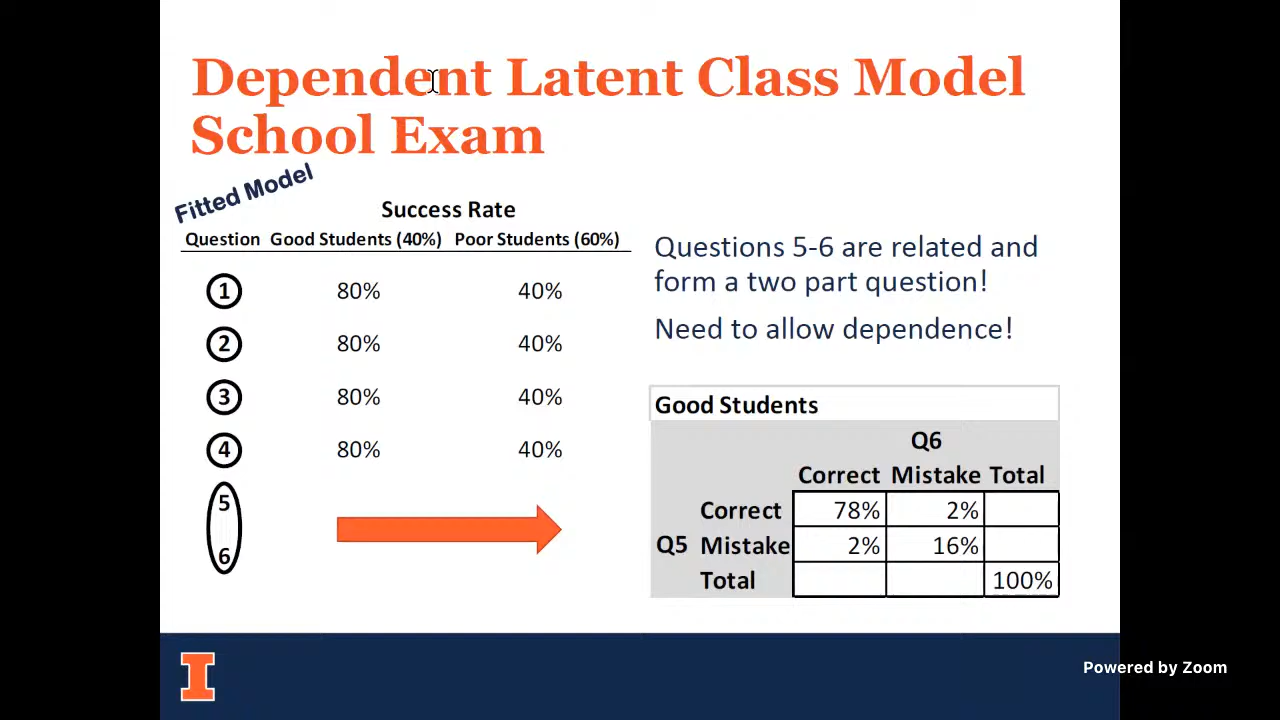 Dependent Latent Class Model
School Exam
Fitted Model
Success Rate
Question Good Students (40%) Poor Students (60%)
1 80% 40%
2 80% 40%
3 80% 40%
4 80% 40%
5
6
Questions 5-6 are related and
form a two part question!
Need to allow dependence!
Good Students
Q6
Correct Mistake Total
Correct 78% 2%
Q5 Mistake 2% 16%
Total 100%
I
Powered by Zoom